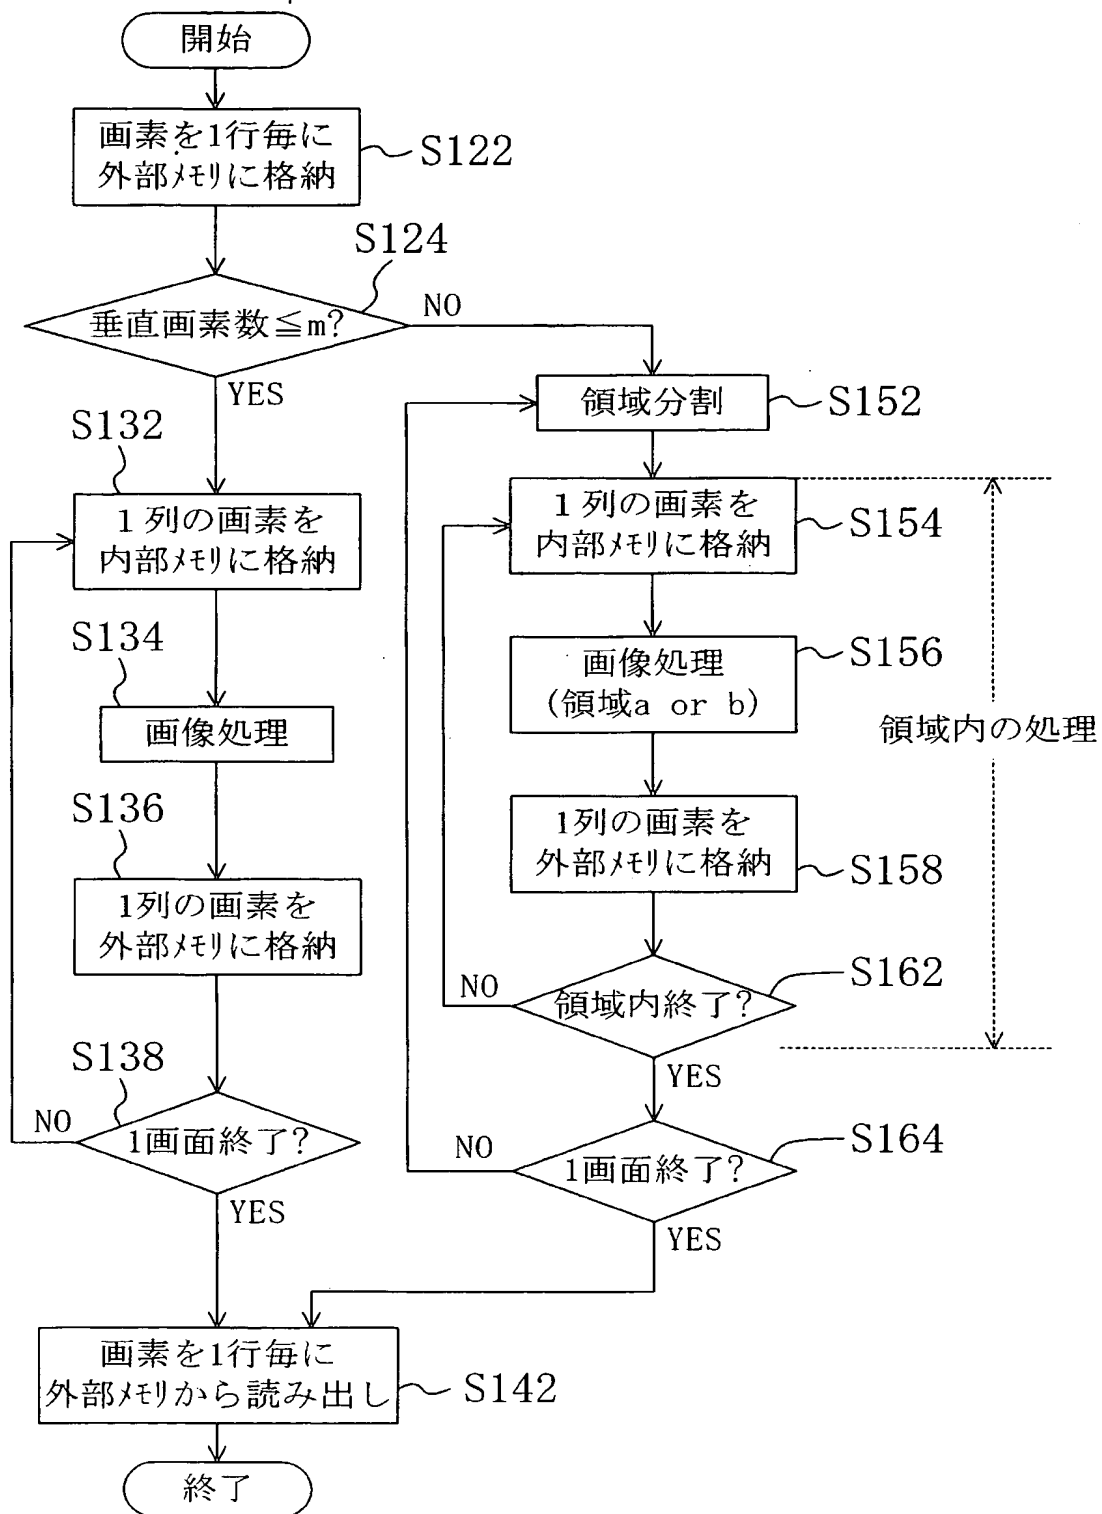 開始
画素を1行毎に
外部メモリに格納
S122
S124
垂直画素数≦m?
NO
YES
S132
1列の画素を
内部メモリに格納
S134
画像処理
S136
1列の画素を
外部メモリに格納
S138
NO
1画面終了?
YES
領域分割
S152
1列の画素を
内部メモリに格納
S154
画像処理
(領域a or b)
S156
領域内の処理
1列の画素を
外部メモリに格納
S158
S162
NO
領域内終了?
YES
S164
NO
1画面終了?
YES
画素を1行毎に
外部メモリから読み出し
S142
終了